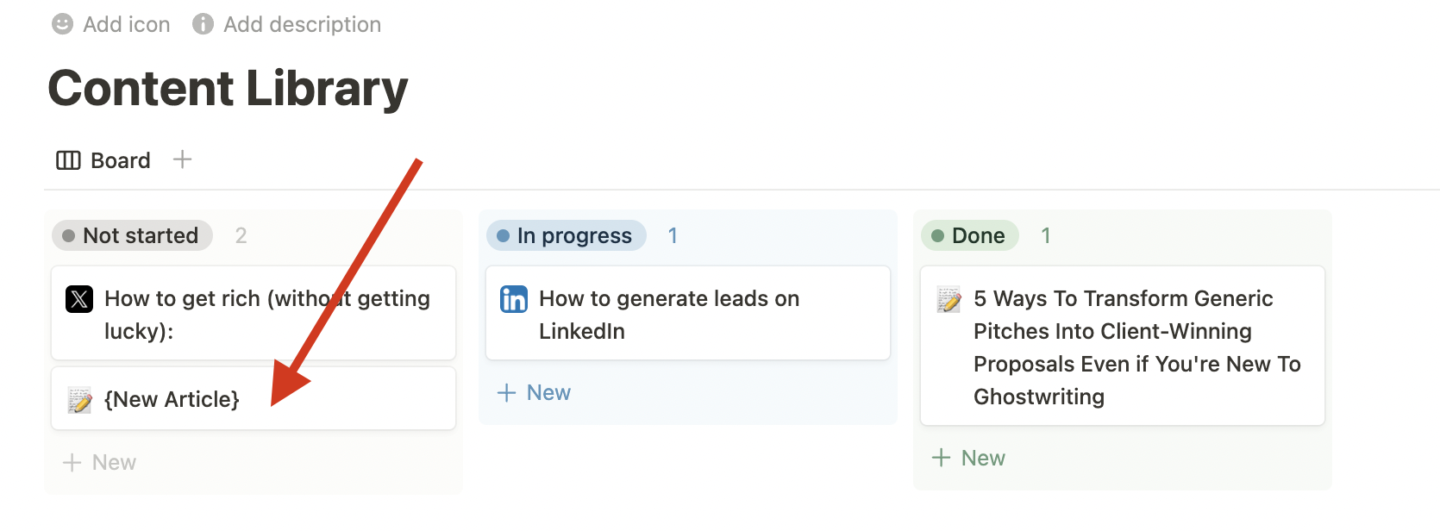 Add icon Add description
Content Library
Board
Not started 2
How to get rich (without getting
lucky):
{New Article}
+ New
In progress 1
in How to generate leads on
LinkedIn
+ New
Done 1
5 Ways To Transform Generic
Pitches Into Client-Winning
Proposals Even if You're New To
Ghostwriting
+ New